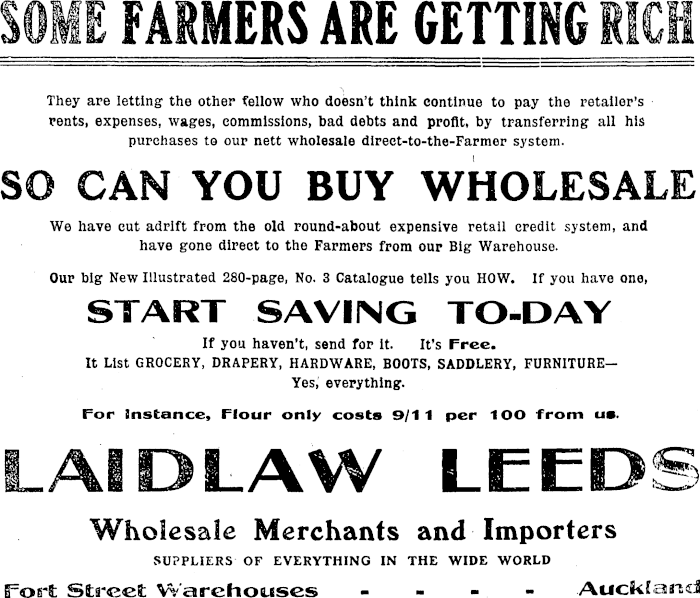 SOME FARMERS ARE GETTING RICH
They are letting the other fellow who doesn't think continue to pay the retailer's
rents, expenses, wages, commissions, bad debts and profit, by transferring all his
purchases to our nett wholesale direct-to-the-Farmer system.
SO CAN YOU BUY WHOLESALE
We have cut adrift from the old round-about expensive retail credit system, and
have gone direct to the Farmers from our Big Warehouse.
Our big New Illustrated 280-page, No. 3 Catalogue tells you HOW. If you have one,
START SAVING TO-DAY
If you haven't, send for it. It's Free.
It List GROCERY, DRAPERY, HARDWARE, BOOTS, SADDLERY, FURNITURE—
Yes, everything.
For instance, Flour only costs 9/11 per 100 from us.
LAIDLAW LEEDS
Wholesale Merchants and Importers
SUPPLIERS OF EVERYTHING IN THE WIDE WORLD
Fort Street Warehouses - - - - Auckland